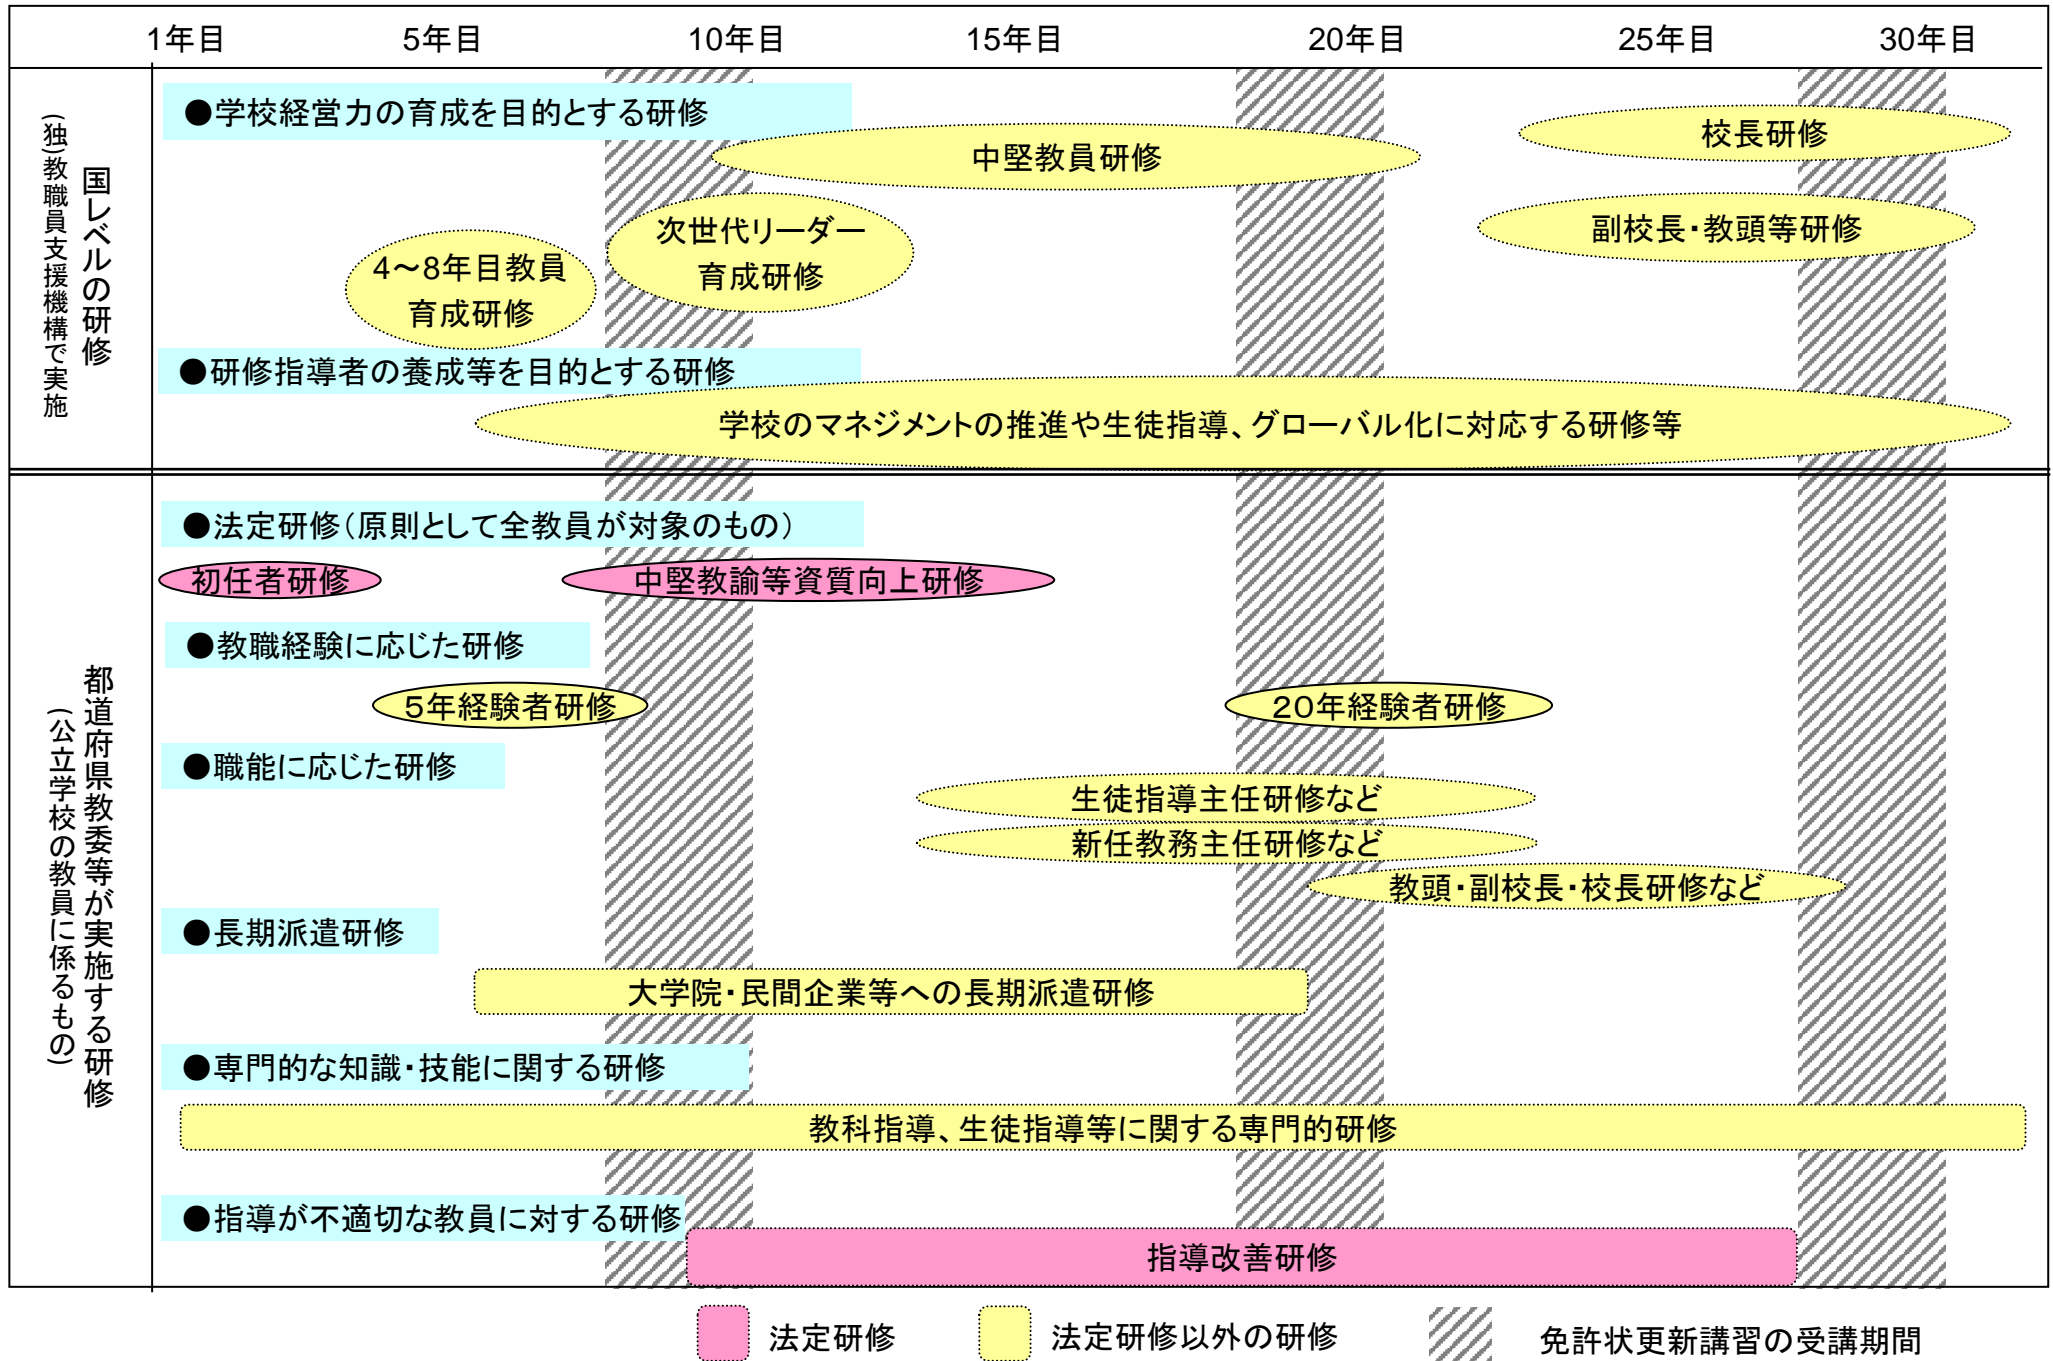 1年目 5年目 10年目 15年目 20年目 25年目 30年目
国レベルの研修
(独)教職員支援機構で実施
●学校経営力の育成を目的とする研修
中堅教員研修
校長研修
次世代リーダー
育成研修
副校長・教頭等研修
4～8年目教員
育成研修
●研修指導者の養成等を目的とする研修
学校のマネジメントの推進や生徒指導、グローバル化に対応する研修等
都道府県教委等が実施する研修
(公立学校の教員に係るもの)
●法定研修（原則として全教員が対象のもの）
初任者研修
中堅教諭等資質向上研修
●教職経験に応じた研修
５年経験者研修
２０年経験者研修
●職能に応じた研修
生徒指導主任研修など
新任教務主任研修など
教頭・副校長・校長研修など
●長期派遣研修
大学院・民間企業等への長期派遣研修
●専門的な知識・技能に関する研修
教科指導、生徒指導等に関する専門的研修
●指導が不適切な教員に対する研修
指導改善研修
法定研修
法定研修以外の研修
免許状更新講習の受講期間